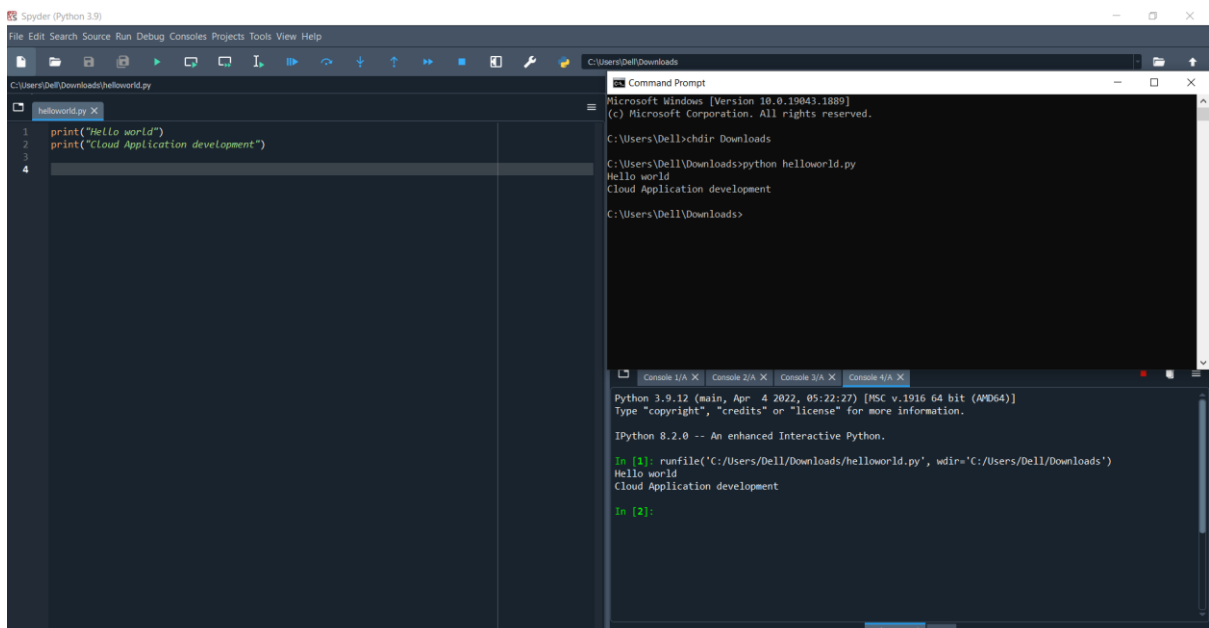 Spyder (Python 3.9)
File Edit Search Source Run Debug Consoles Projects Tools View Help
C:\Users\Dell\Downloads
C:\Users\Dell\Downloads\helloworld.py
helloworld.py
1 print("Hello world")
2 print("Cloud Application development")
3
4
Command Prompt
Microsoft Windows [Version 10.0.19043.1889]
(c) Microsoft Corporation. All rights reserved.
C:\Users\Dell>chdir Downloads
C:\Users\Dell\Downloads>python helloworld.py
Hello world
Cloud Application development
C:\Users\Dell\Downloads>
Console 1/A Console 2/A Console 3/A Console 4/A
Python 3.9.12 (main, Apr  4 2022, 05:22:27) [MSC v.1916 64 bit (AMD64)]
Type "copyright", "credits" or "license" for more information.
IPython 8.2.0 -- An enhanced Interactive Python.
In [1]: runfile('C:/Users/Dell/Downloads/helloworld.py', wdir='C:/Users/Dell/Downloads')
Hello world
Cloud Application development
In [2]: